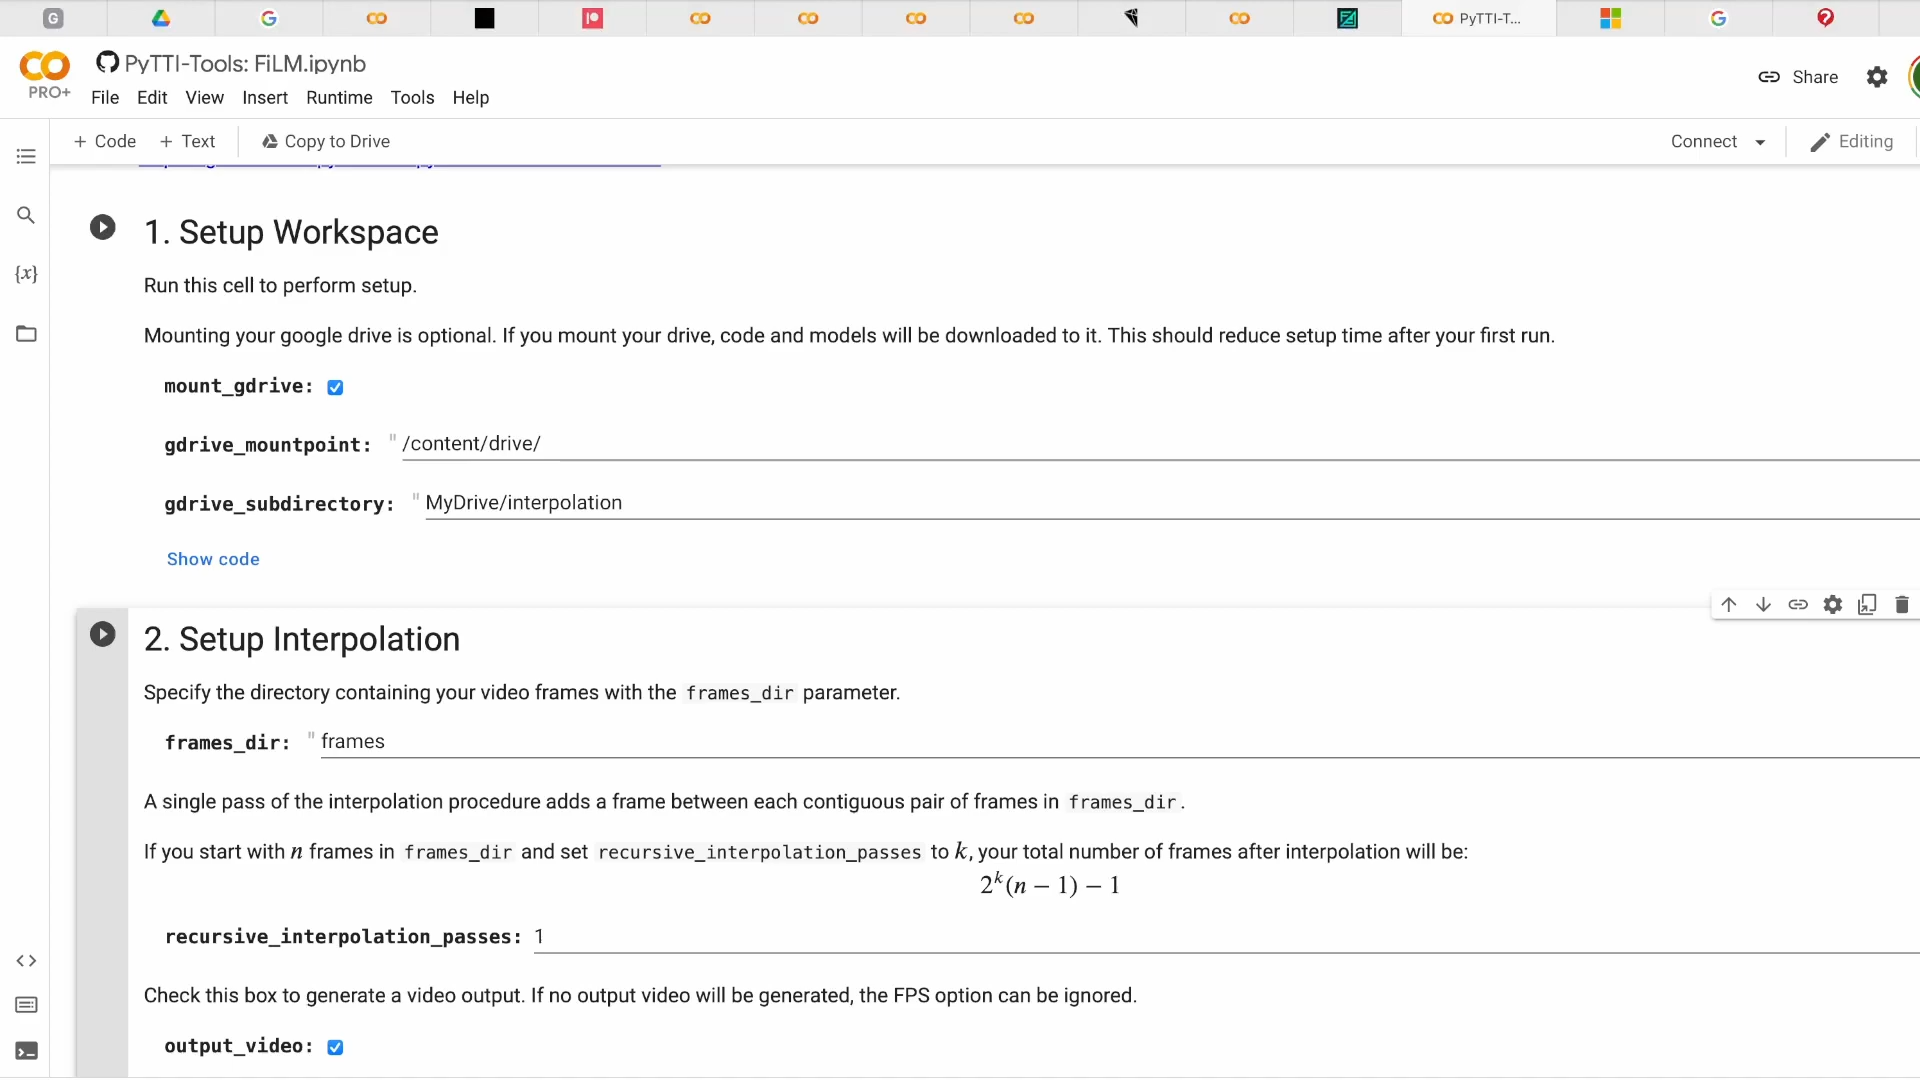 PyTTI-T...
PyTTI-Tools: FiLM.ipynb
PRO+
File Edit View Insert Runtime Tools Help
Share
+ Code + Text Copy to Drive
Connect
Editing
1. Setup Workspace
Run this cell to perform setup.
Mounting your google drive is optional. If you mount your drive, code and models will be downloaded to it. This should reduce setup time after your first run.
mount_gdrive:
gdrive_mountpoint: "/content/drive/
gdrive_subdirectory: "MyDrive/interpolation
Show code
2. Setup Interpolation
Specify the directory containing your video frames with the frames_dir parameter.
frames_dir: "frames
A single pass of the interpolation procedure adds a frame between each contiguous pair of frames in frames_dir.
If you start with n frames in frames_dir and set recursive_interpolation_passes to k, your total number of frames after interpolation will be:
2^k(n − 1) − 1
recursive_interpolation_passes: 1
Check this box to generate a video output. If no output video will be generated, the FPS option can be ignored.
output_video: